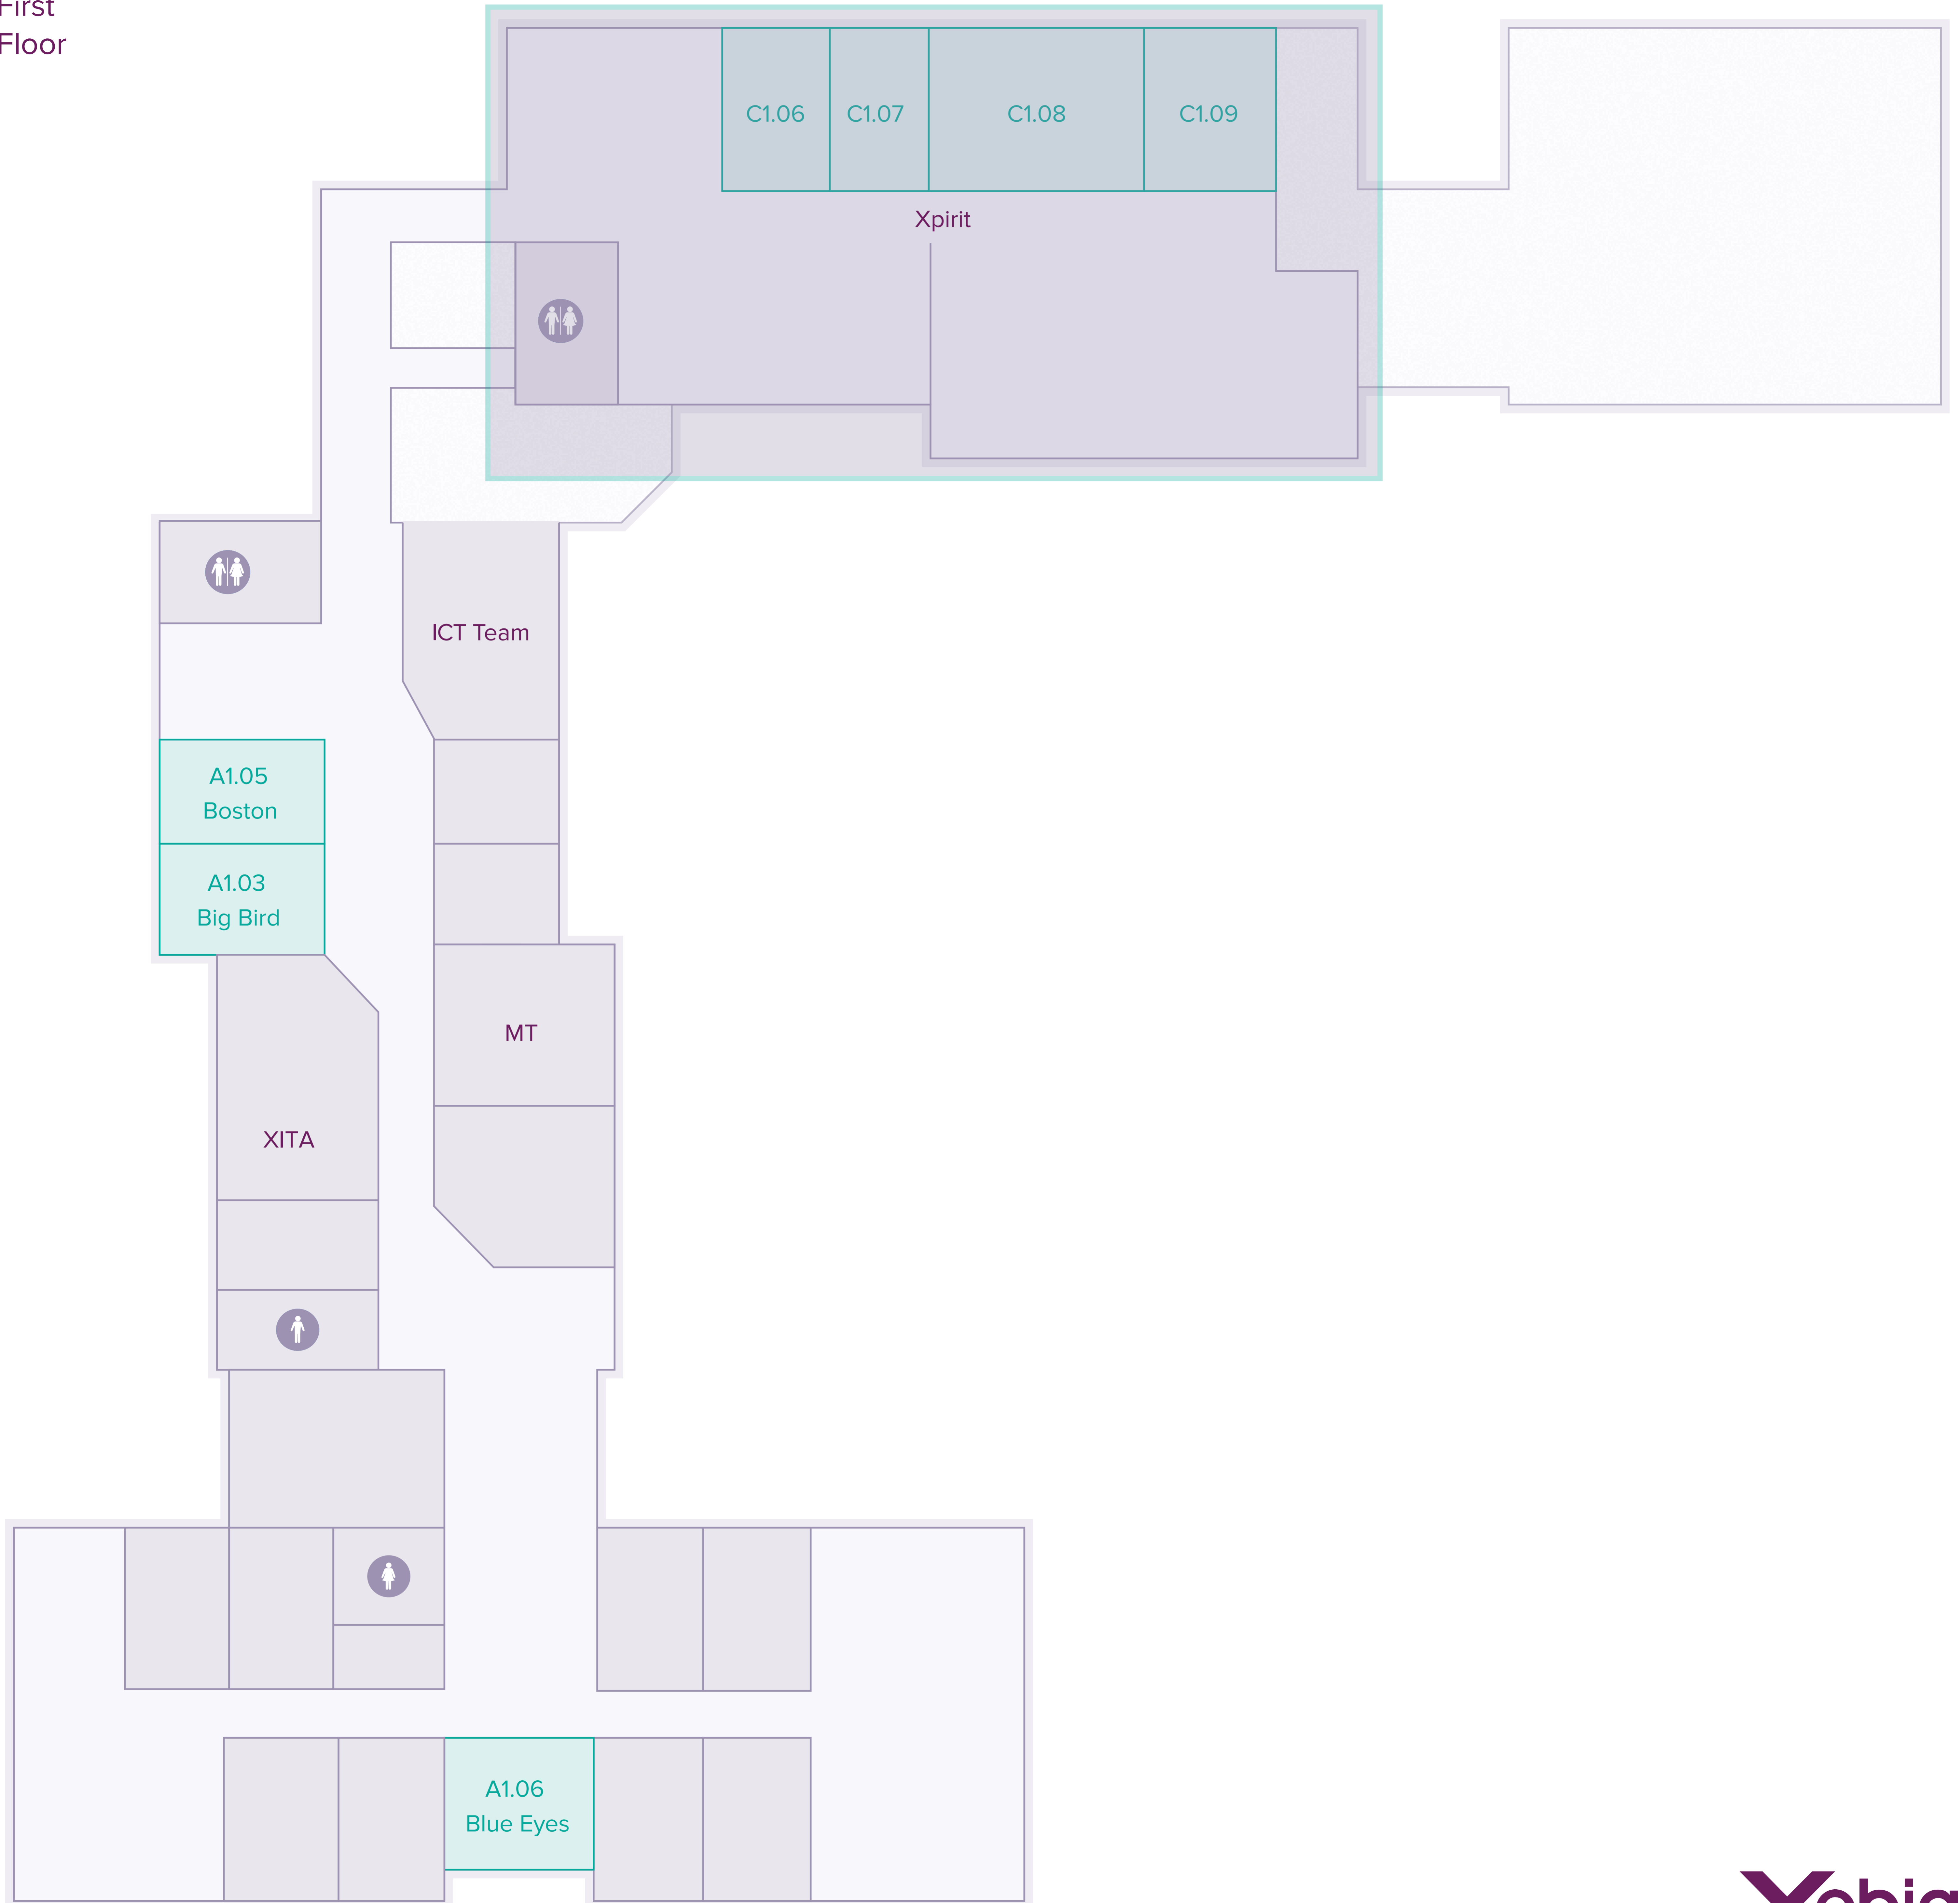 First
Floor
C1.06
C1.07
C1.08
C1.09
Xpirit
ICT Team
A1.05
Boston
A1.03
Big Bird
MT
XITA
A1.06
Blue Eyes
Xebia